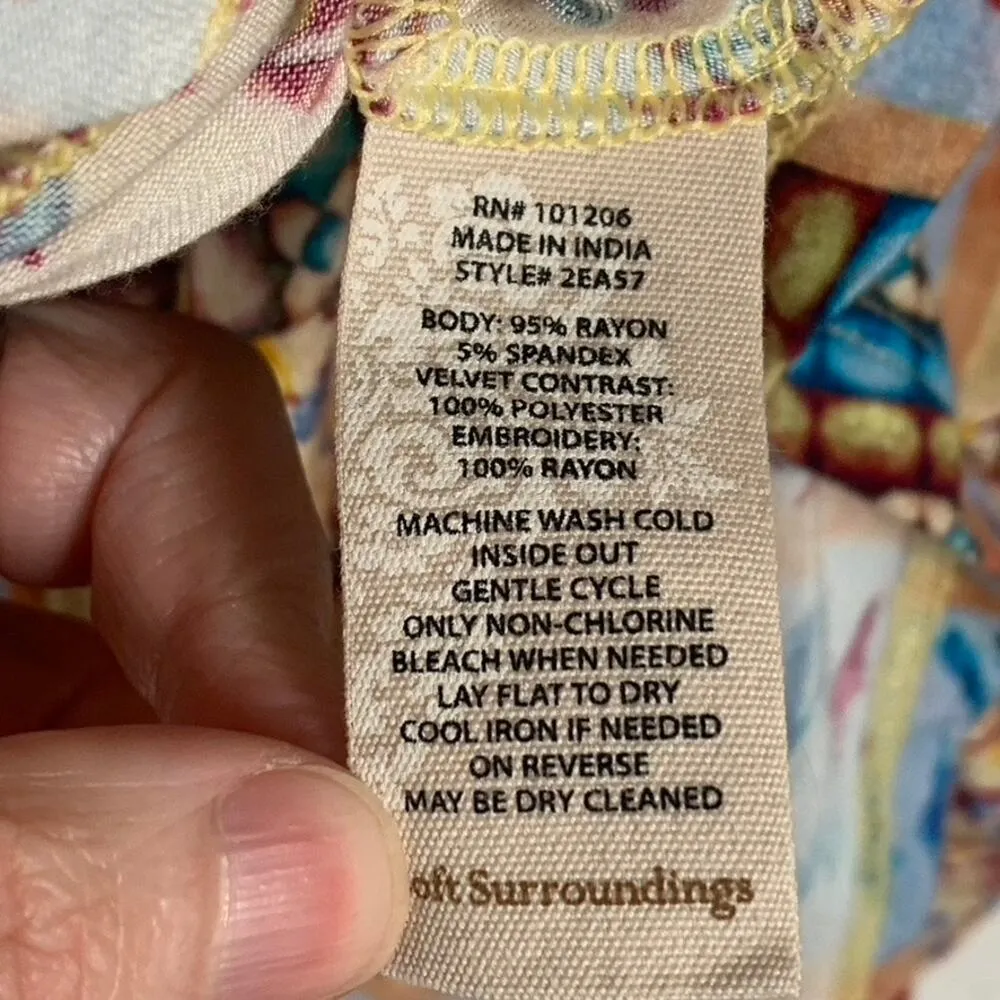 RN# 101206
MADE IN INDIA
STYLE# 2EA57
BODY: 95% RAYON
5% SPANDEX
VELVET CONTRAST:
100% POLYESTER
EMBROIDERY:
100% RAYON
MACHINE WASH COLD
INSIDE OUT
GENTLE CYCLE
ONLY NON-CHLORINE
BLEACH WHEN NEEDED
LAY FLAT TO DRY
COOL IRON IF NEEDED
ON REVERSE
MAY BE DRY CLEANED
oft Surroundings